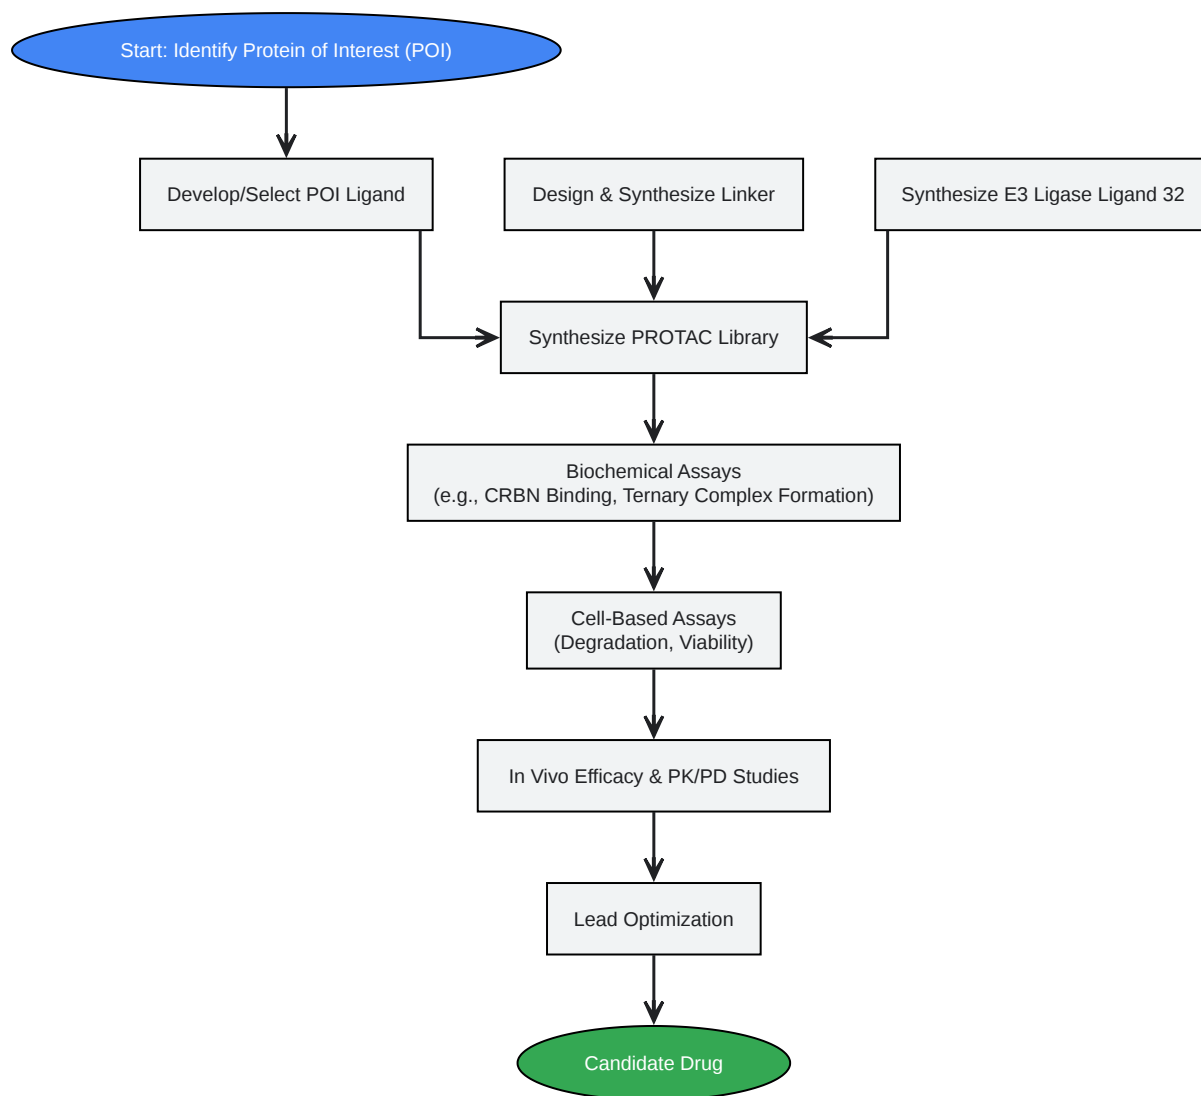 Start: Identify Protein of Interest (POI)
Develop/Select POI Ligand
Design & Synthesize Linker
Synthesize E3 Ligase Ligand 32
Synthesize PROTAC Library
Biochemical Assays
(e.g., CRBN Binding, Ternary Complex Formation)
Cell-Based Assays
(Degradation, Viability)
In Vivo Efficacy & PK/PD Studies
Lead Optimization
Candidate Drug